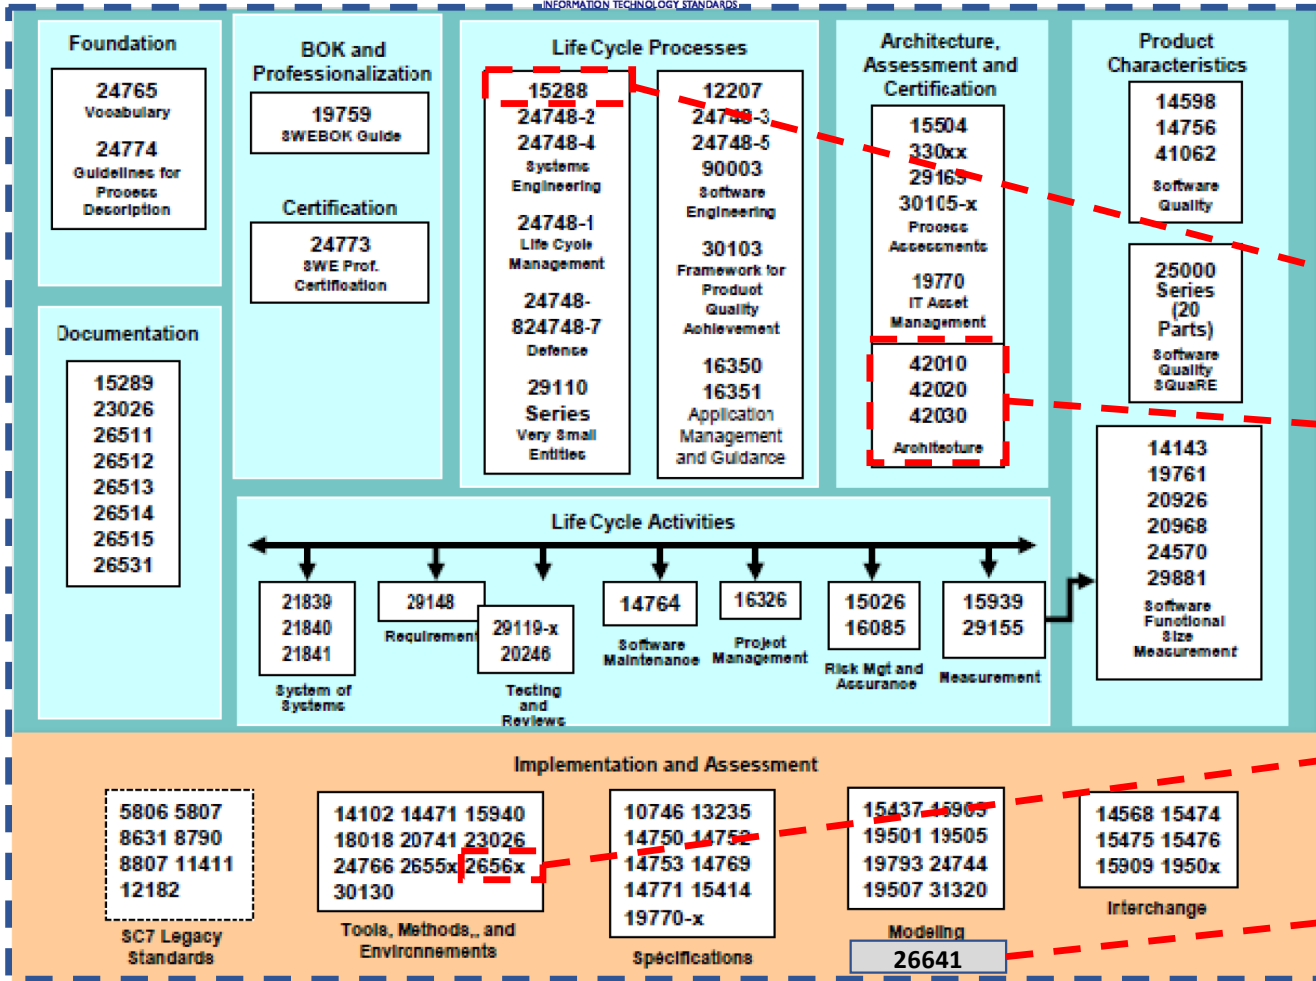 INFORMATION TECHNOLOGY STANDARDS
Foundation
24765
Vocabulary
24774
Guidelines for
Process
Description
BOK and
Professionalization
19759
SWEBOK Guide
Certification
24773
SWE Prof.
Certification
Documentation
15289
23026
26511
26512
26513
26514
26515
26531
Life Cycle Processes
15288
24748-2
24748-4
Systems
Engineering
24748-1
Life Cycle
Management
24748-
824748-7
Defence
29110
Series
Very Small
Entities
12207
24748-3
24748-5
90003
Software
Engineering
30103
Framework for
Product
Quality
Achievement
16350
16351
Application
Management
and Guidance
Architecture,
Assessment and
Certification
15504
330xx
29169
30105-x
Process
Assessments
19770
IT Asset
Management
42010
42020
42030
Architecture
Product
Characteristics
14598
14756
41062
Software
Quality
25000
Series
(20
Parts)
Software
Quality
SQuaRE
14143
19761
20926
20968
24570
29881
Software
Functional
Size
Measurement
Life Cycle Activities
21839
21840
21841
System of
Systems
29148
Requirement
29119-x
20246
Testing
and
Reviews
14764
Software
Maintenance
16326
Project
Management
15026
16085
Risk Mgt and
Assurance
15939
29155
Measurement
Implementation and Assessment
5806 5807
8631 8790
8807 11411
12182
SC7 Legacy
Standards
14102 14471 15940
18018 20741 23026
24766 2655x 2656x
30130
Tools, Methods,, and
Environnements
10746 13235
14750 14752
14753 14769
14771 15414
19770-x
Spécifications
15437 15909
19501 19505
19793 24744
19507 31320
Modeling
26641
14568 15474
15475 15476
15909 1950x
Interchange